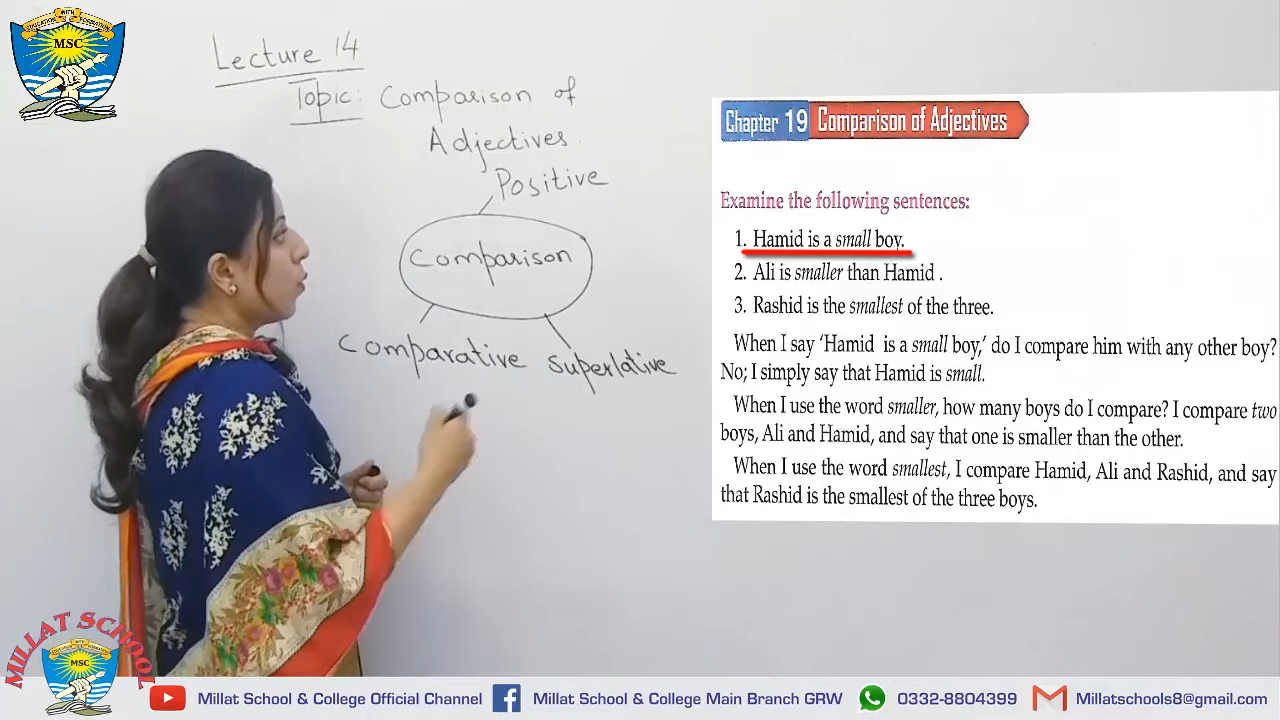 EDUCATION WITH FORMATION
MSC
Lecture 14
Topic: Comparison of
Adjectives.
Positive
Comparison
Comparative superlative
Chapter 19 Comparison of Adjectives
Examine the following sentences:
1. Hamid is a small boy.
2. Ali is smaller than Hamid .
3. Rashid is the smallest of the three.
When I say ‘Hamid is a small boy,’ do I compare him with any other boy?
No; I simply say that Hamid is small.
When I use the word smaller, how many boys do I compare? I compare two
boys, Ali and Hamid, and say that one is smaller than the other.
When I use the word smallest, I compare Hamid, Ali and Rashid, and say
that Rashid is the smallest of the three boys.
MILLAT SCHOOL
MSC
Millat School & College Official Channel
Millat School & College Main Branch GRW
0332-8804399
Millatschools8@gmail.com